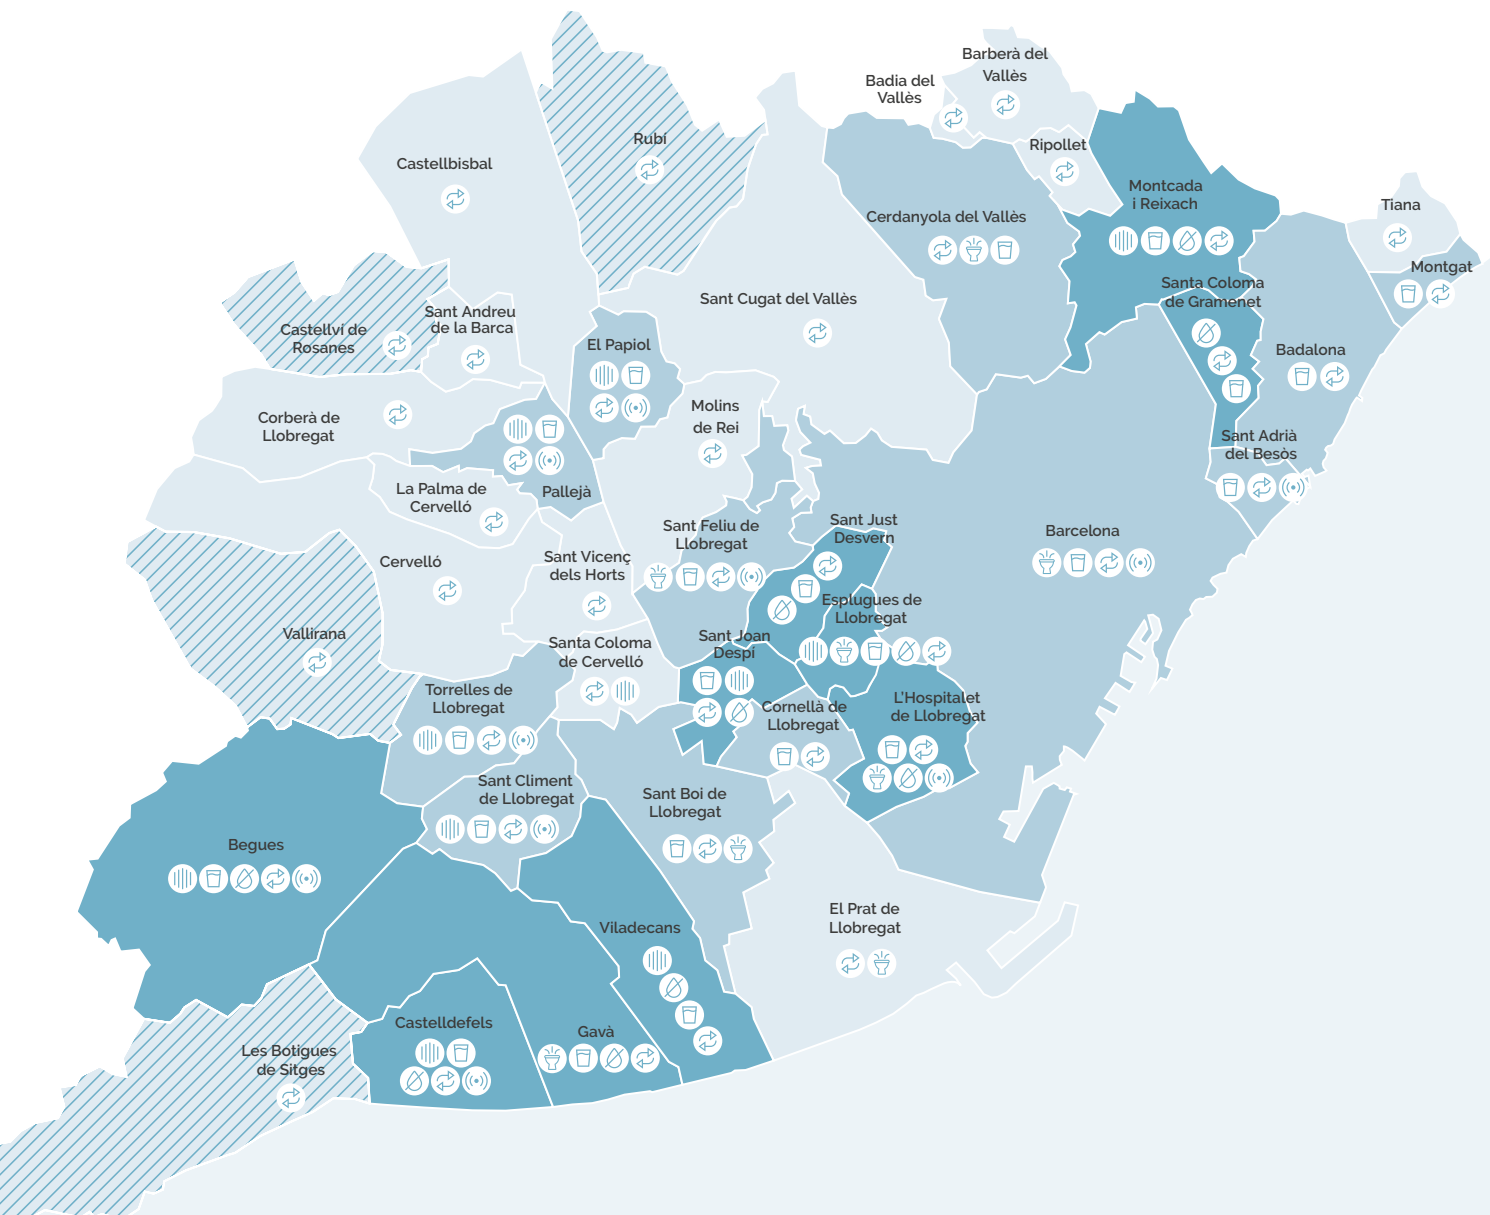 Barberà del
Vallès
Badia del
Vallès
Rubí
Ripollet
Castellbisbal
Montcada
i Reixach
Tiana
Cerdanyola del Vallès
Montgat
Santa Coloma
de Gramenet
Sant Cugat del Vallès
Sant Andreu
de la Barca
Castellví de
Rosanes
El Papiol
Badalona
Molins
de Rei
Corberà de
Llobregat
Sant Adrià
del Besòs
La Palma de
Cervelló
Pallejà
Sant Feliu de
Llobregat
Sant Just
Desvern
Barcelona
Cervelló
Sant Vicenç
dels Horts
Esplugues de
Llobregat
Vallirana
Santa Coloma
de Cervelló
Sant Joan
Despí
Torrelles de
Llobregat
Cornellà de
Llobregat
L'Hospitalet
de Llobregat
Sant Climent
de Llobregat
Sant Boi de
Llobregat
Begues
El Prat de
Llobregat
Viladecans
Castelldefels
Gavà
Les Botigues
de Sitges